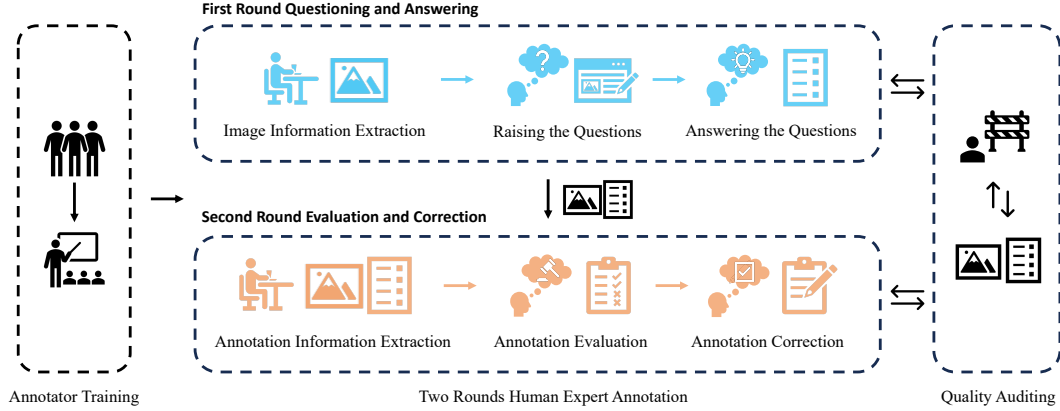 First Round Questioning and Answering
Image Information Extraction
Raising the Questions
Answering the Questions
Second Round Evaluation and Correction
Annotation Information Extraction
Annotation Evaluation
Annotation Correction
Annotator Training
Two Rounds Human Expert Annotation
Quality Auditing